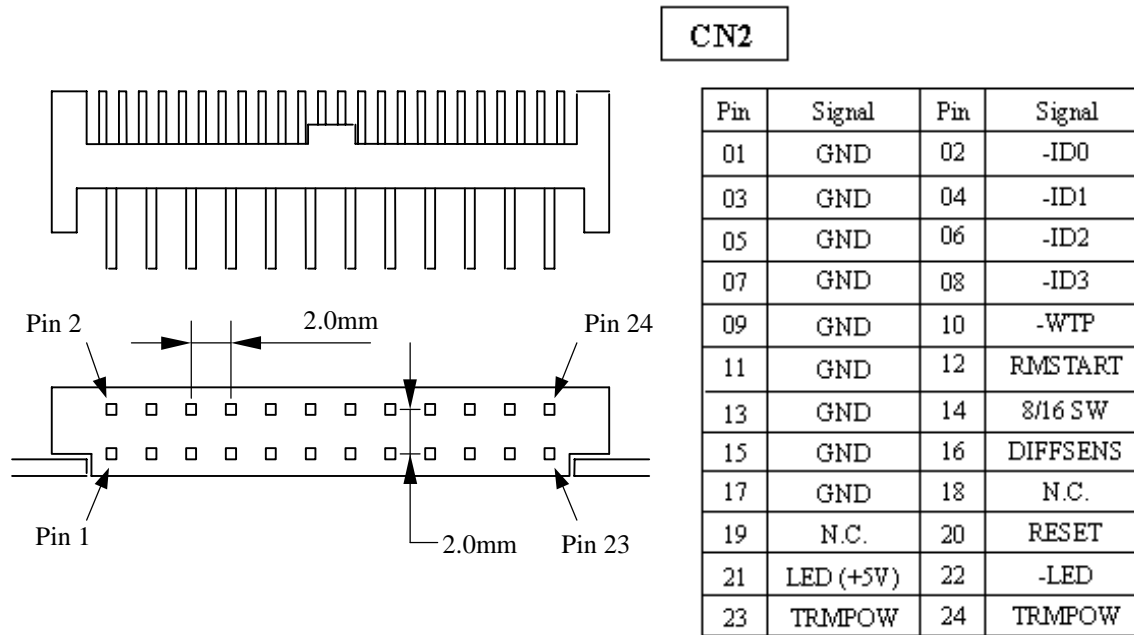 CN2
Pin Signal Pin Signal
01 GND 02 -ID0
03 GND 04 -ID1
05 GND 06 -ID2
07 GND 08 -ID3
09 GND 10 -WTP
11 GND 12 RMSTART
13 GND 14 8/16 SW
15 GND 16 DIFFSENS
17 GND 18 N.C.
19 N.C. 20 RESET
21 LED (+5V) 22 -LED
23 TRMPOW 24 TRMPOW
Pin 2
2.0mm
Pin 24
Pin 1
2.0mm
Pin 23